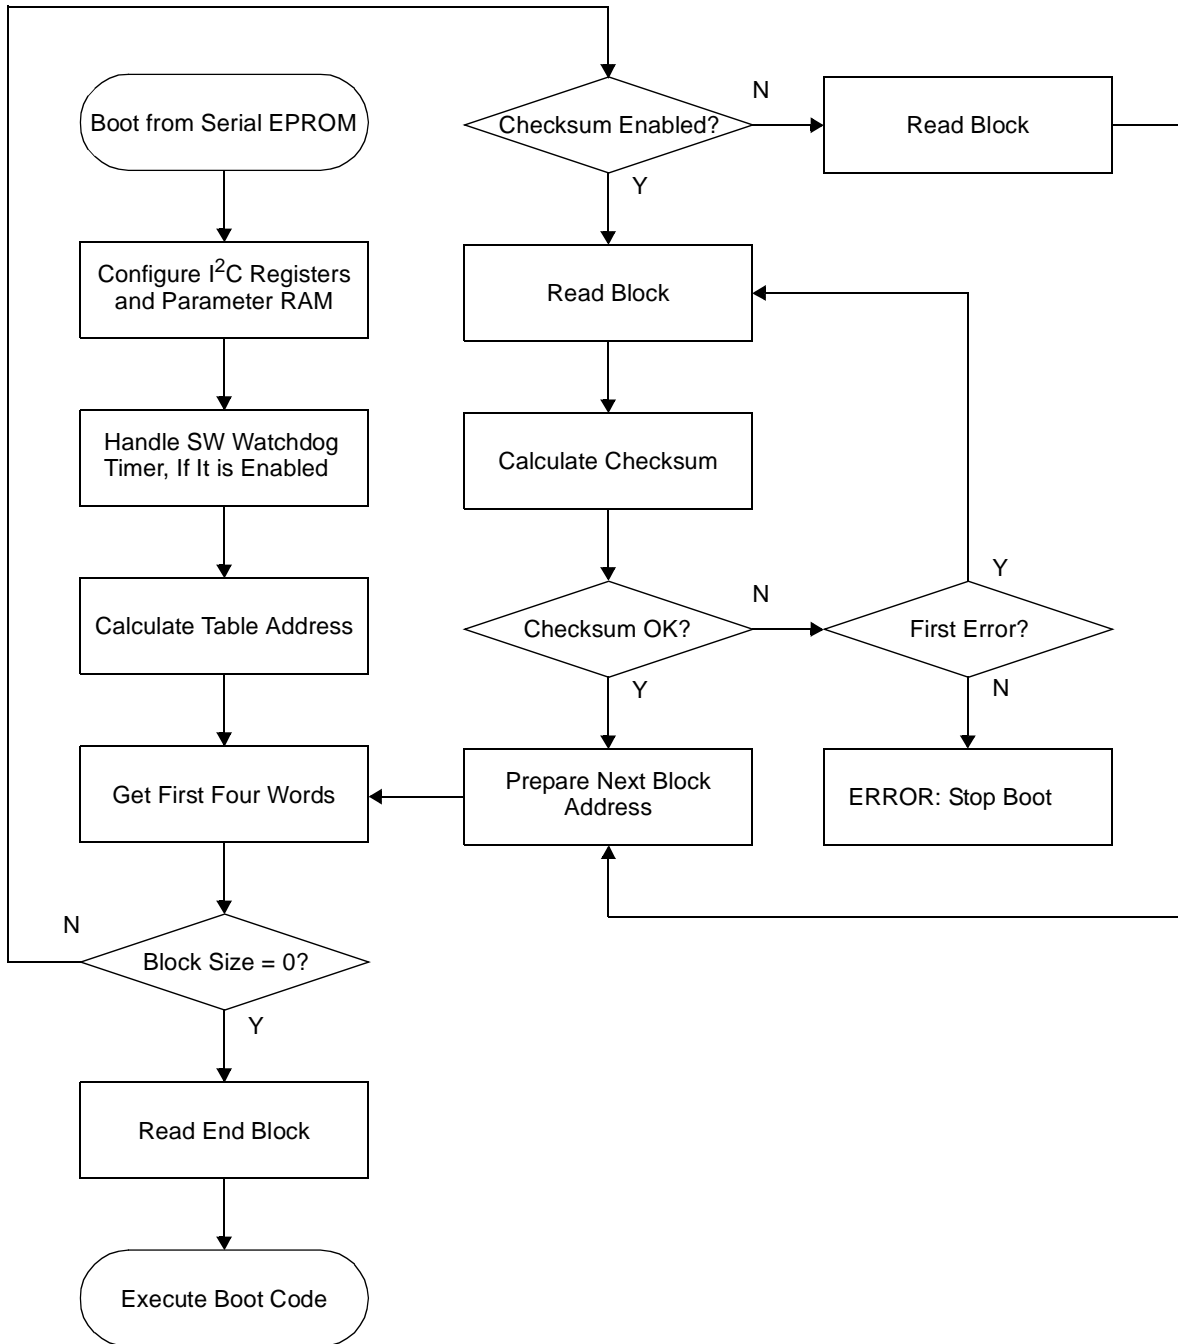 Boot from Serial EPROM
Configure I²C Registers
and Parameter RAM
Handle SW Watchdog
Timer, If It is Enabled
Calculate Table Address
Get First Four Words
N
Block Size = 0?
Y
Read End Block
Execute Boot Code
Checksum Enabled?
N
Read Block
Y
Read Block
Calculate Checksum
Checksum OK?
N
Y
First Error?
Y
N
Prepare Next Block
Address
ERROR: Stop Boot